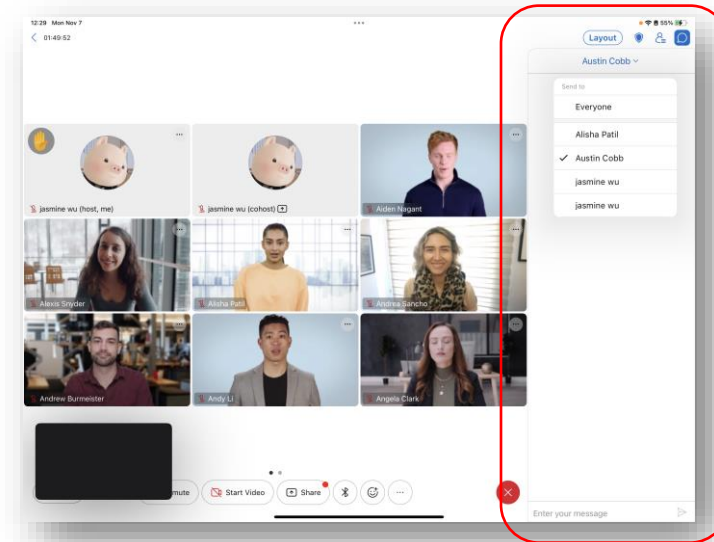 12:29 Mon Nov 7
55%
01:49:52
Layout
Austin Cobb
Send to
Everyone
Alisha Patil
Austin Cobb
jasmine wu
jasmine wu
jasmine wu (host, me)
jasmine wu (cohost)
Aiden Nagant
Alexis Snyder
Alisha Patil
Andrea Sancho
Andrew Burmeister
Andy Li
Angela Clark
mute
Start Video
Share
Enter your message